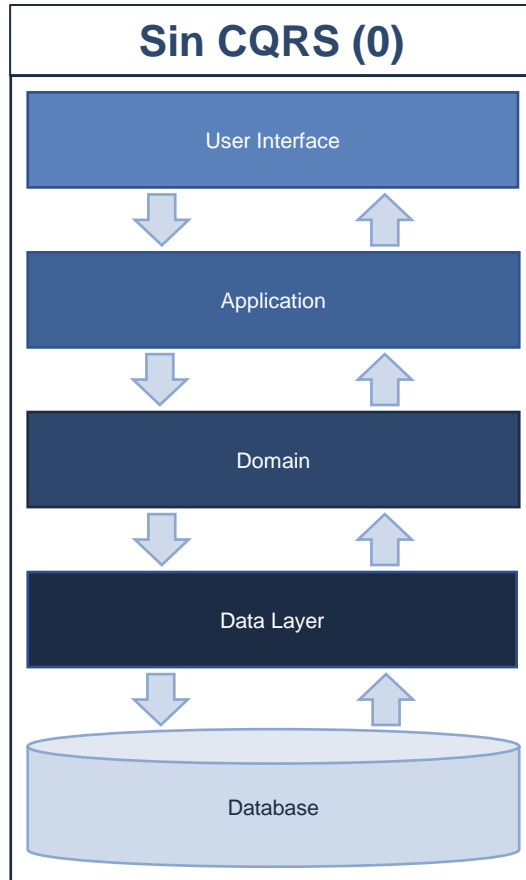 Sin CQRS (0)
User Interface
Application
Domain
Data Layer
Database